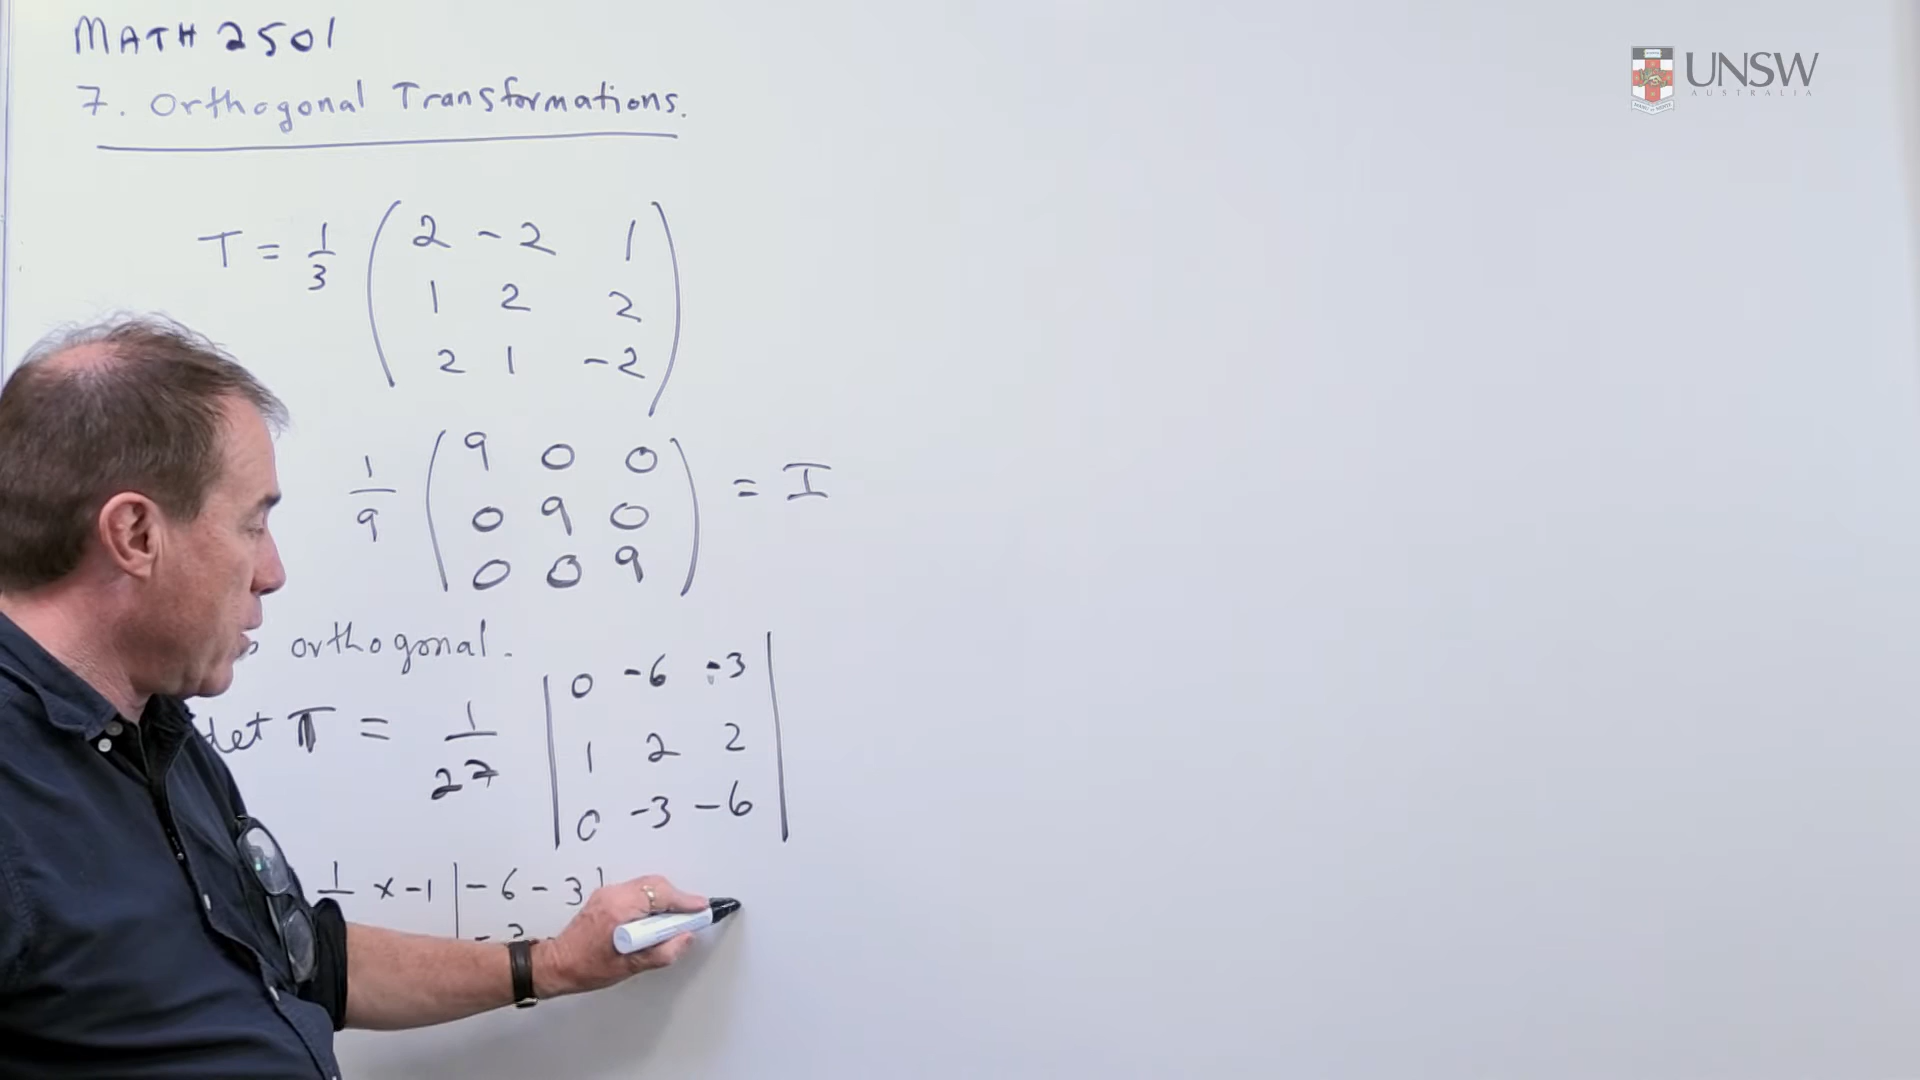 MATH 2501
UNSW
AUSTRALIA
7. Orthogonal Transformations.
T = 1/3 ( 2 -2 1
1 2 2
2 1 -2 )
1/9 ( 9 0 0
0 9 0
0 0 9 ) = I
orthogonal.
det T = 1/27 | 0 -6 -3
1 2 2
0 -3 -6 |
1 x -1 | -6 -3 |